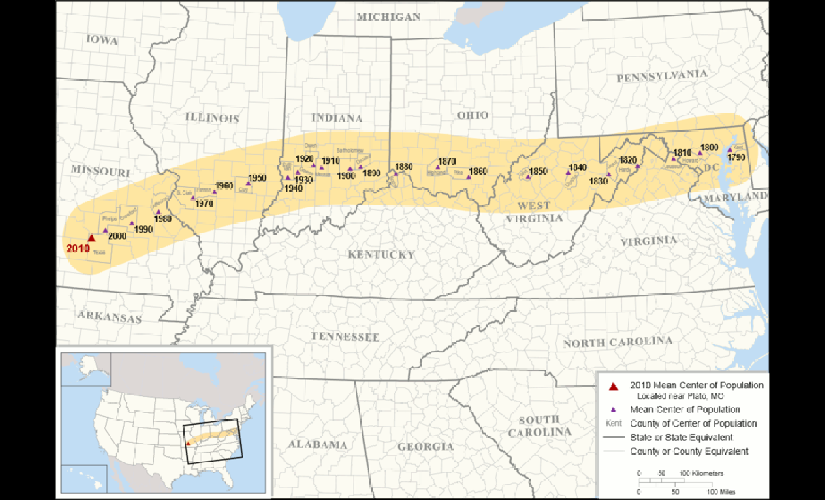 MICHIGAN
IOWA
PENNSYLVANIA
ILLINOIS
INDIANA
OHIO
MISSOURI
1920
1910
1900
1890
1880
1870
1860
1850
1840
1830
1820
1810
1800
1790
DC
1930
1940
1950
1960
1970
1980
1990
2000
2010
MARYLAND
WEST
VIRGINIA
VIRGINIA
KENTUCKY
ARKANSAS
TENNESSEE
NORTH CAROLINA
SOUTH
CAROLINA
ALABAMA
GEORGIA
2010 Mean Center of Population
Located near Plato, MO
Mean Center of Population
Kent County of Center of Population
State or State Equivalent
County or County Equivalent
0 50 100 Kilometers
0 50 100 Miles